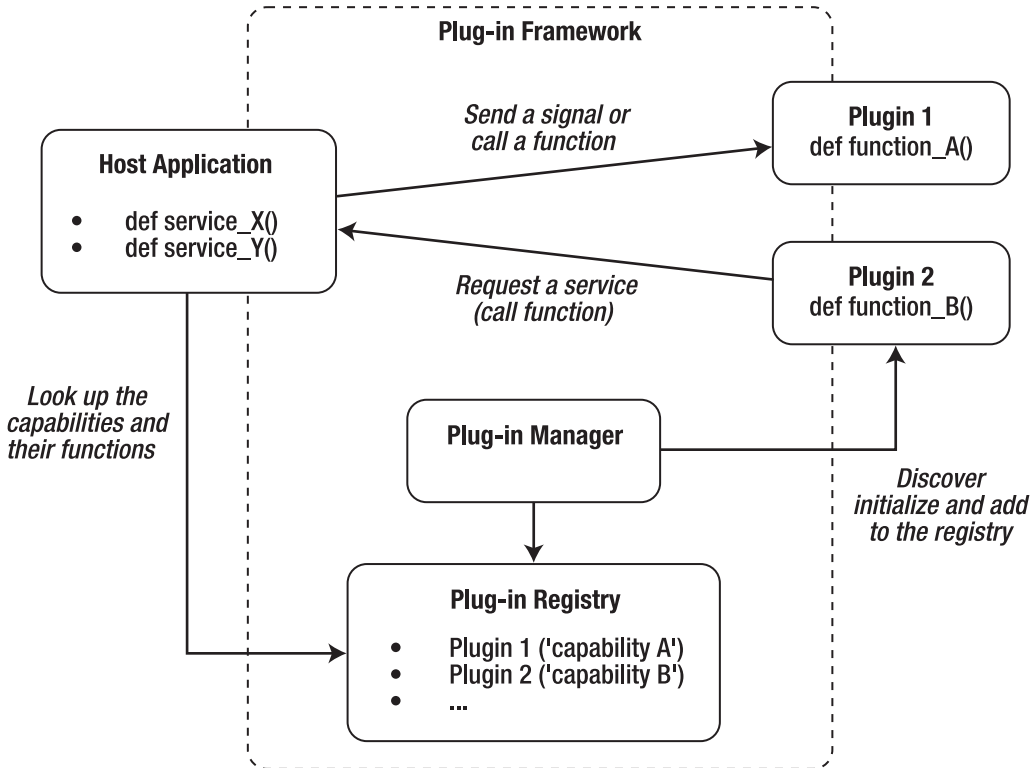 Plug-in Framework
Send a signal or
call a function
Plugin 1
def function_A()
Host Application
• def service_X()
• def service_Y()
Request a service
(call function)
Plugin 2
def function_B()
Look up the
capabilities and
their functions
Plug-in Manager
Discover
initialize and add
to the registry
Plug-in Registry
• Plugin 1 ('capability A')
• Plugin 2 ('capability B')
• ...